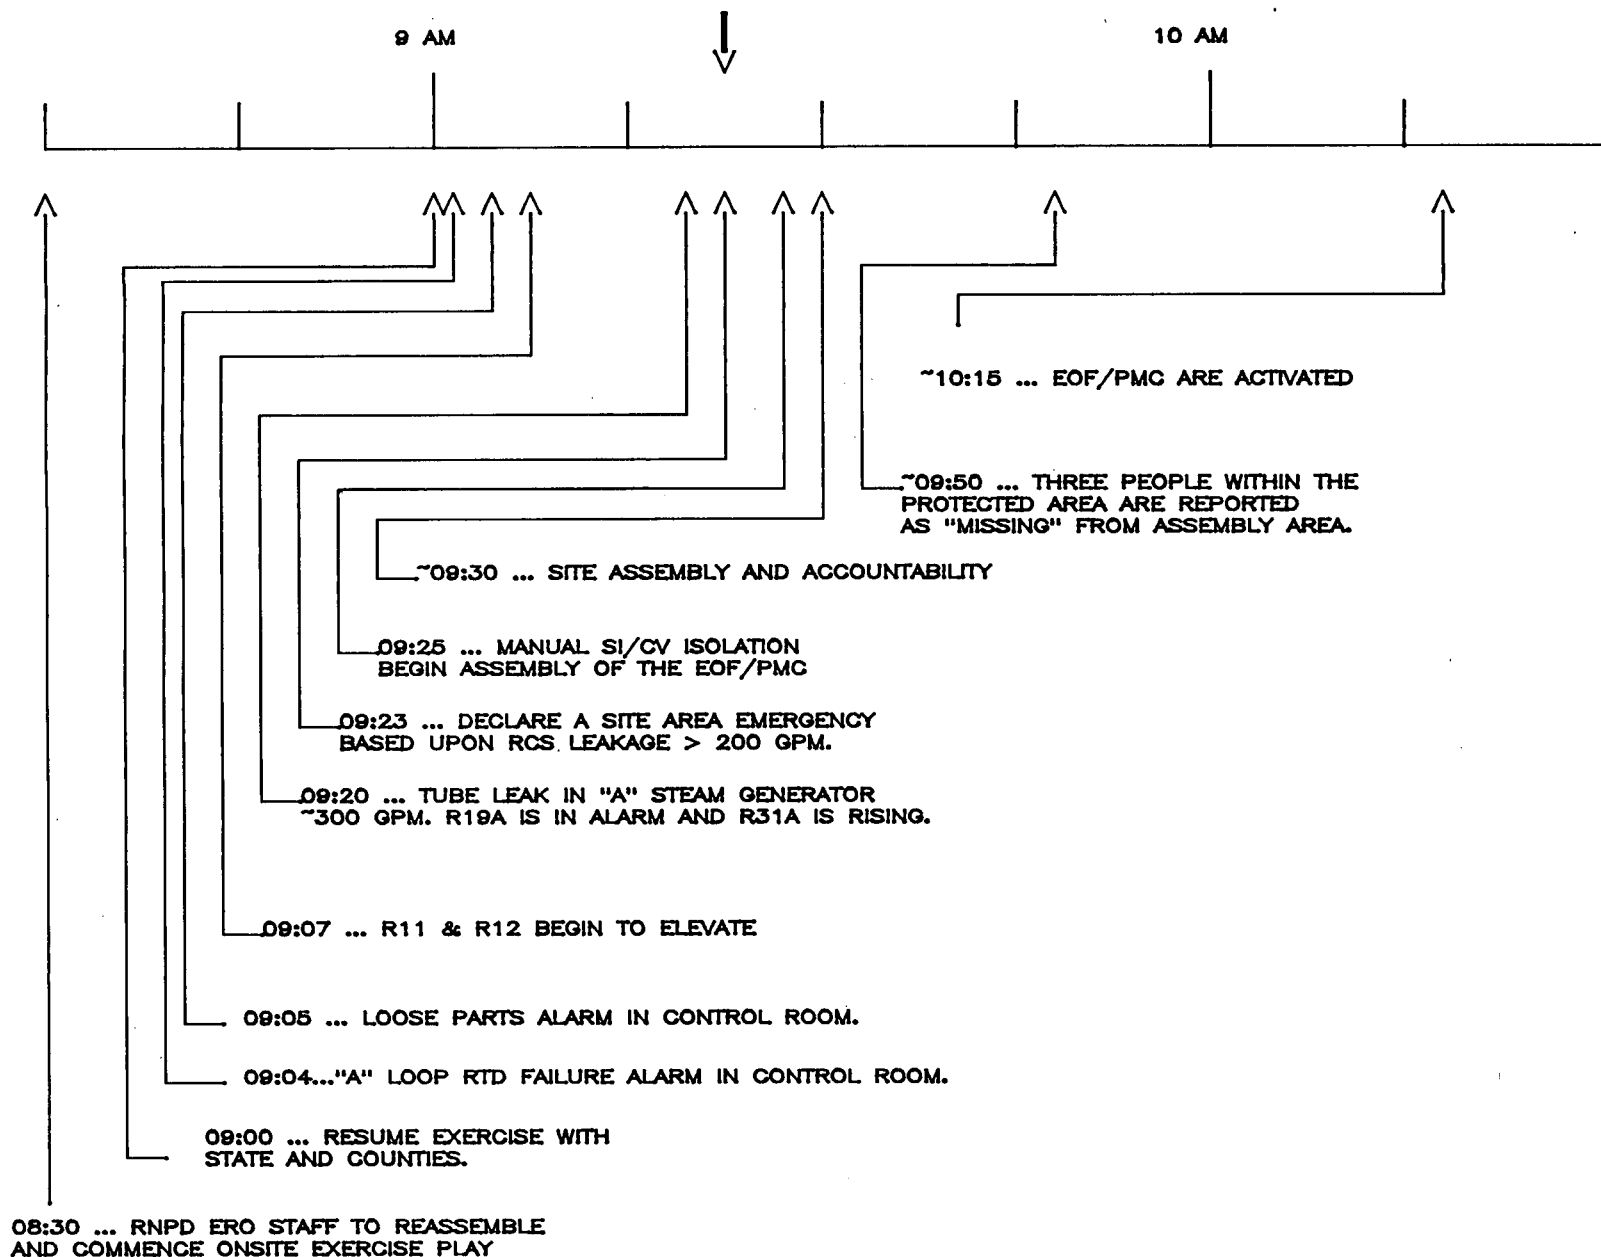 9 AM
10 AM
~10:15 ... EOF/PMC ARE ACTIVATED
~09:50 ... THREE PEOPLE WITHIN THE
PROTECTED AREA ARE REPORTED
AS "MISSING" FROM ASSEMBLY AREA.
~09:30 ... SITE ASSEMBLY AND ACCOUNTABILITY
09:25 ... MANUAL SI/CV ISOLATION
BEGIN ASSEMBLY OF THE EOF/PMC
09:23 ... DECLARE A SITE AREA EMERGENCY
BASED UPON RCS LEAKAGE > 200 GPM.
09:20 ... TUBE LEAK IN "A" STEAM GENERATOR
~300 GPM. R19A IS IN ALARM AND R31A IS RISING.
09:07 ... R11 & R12 BEGIN TO ELEVATE
09:05 ... LOOSE PARTS ALARM IN CONTROL ROOM.
09:04..."A" LOOP RTD FAILURE ALARM IN CONTROL ROOM.
09:00 ... RESUME EXERCISE WITH
STATE AND COUNTIES.
08:30 ... RNPD ERO STAFF TO REASSEMBLE
AND COMMENCE ONSITE EXERCISE PLAY